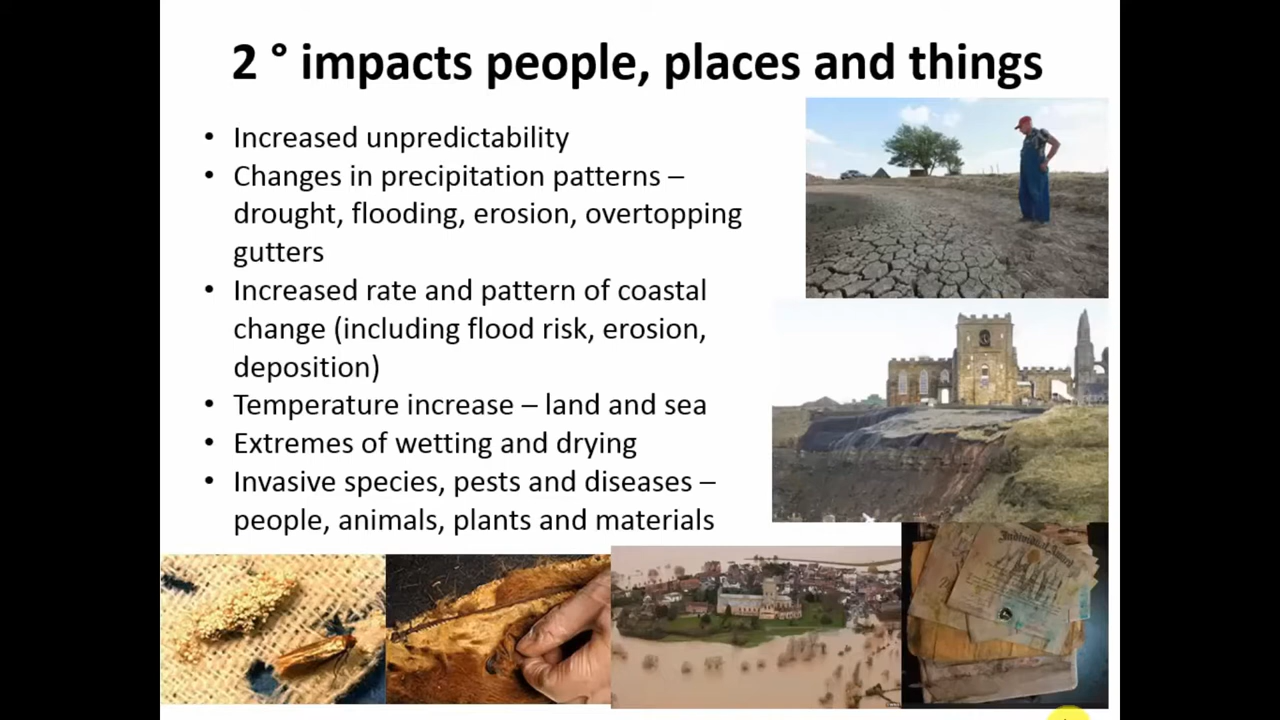 2 ° impacts people, places and things
• Increased unpredictability
• Changes in precipitation patterns –
drought, flooding, erosion, overtopping
gutters
• Increased rate and pattern of coastal
change (including flood risk, erosion,
deposition)
• Temperature increase – land and sea
• Extremes of wetting and drying
• Invasive species, pests and diseases –
people, animals, plants and materials
Individual Award